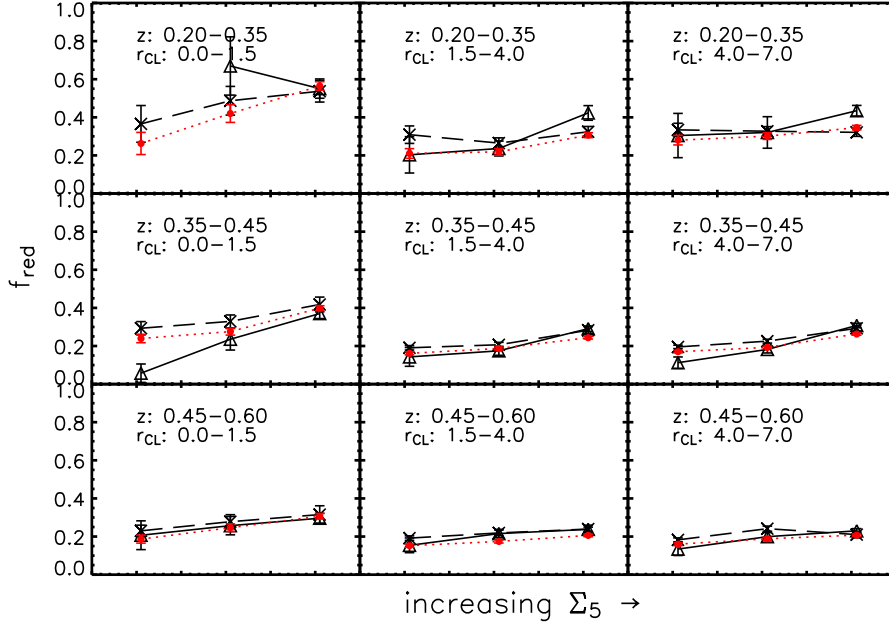 1.0
0.8
0.6
0.4
0.2
0.0
z: 0.20−0.35
r_CL: 0.0−1.5
z: 0.20−0.35
r_CL: 1.5−4.0
z: 0.20−0.35
r_CL: 4.0−7.0
1.0
0.8
0.6
0.4
0.2
0.0
z: 0.35−0.45
r_CL: 0.0−1.5
z: 0.35−0.45
r_CL: 1.5−4.0
z: 0.35−0.45
r_CL: 4.0−7.0
f_red
1.0
0.8
0.6
0.4
0.2
0.0
z: 0.45−0.60
r_CL: 0.0−1.5
z: 0.45−0.60
r_CL: 1.5−4.0
z: 0.45−0.60
r_CL: 4.0−7.0
increasing Σ₅ →